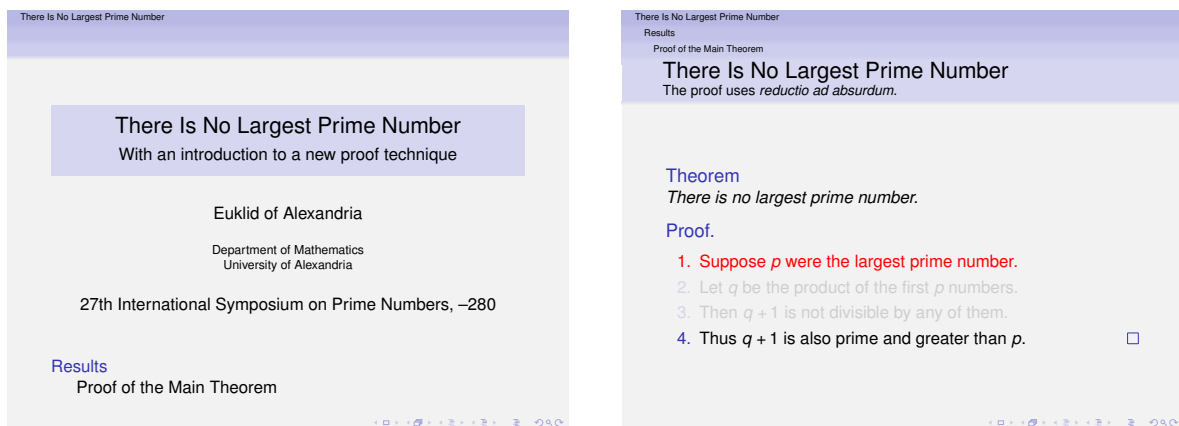 There Is No Largest Prime Number
There Is No Largest Prime Number
With an introduction to a new proof technique
Euklid of Alexandria
Department of Mathematics
University of Alexandria
27th International Symposium on Prime Numbers, –280
Results
Proof of the Main Theorem
There Is No Largest Prime Number
Results
Proof of the Main Theorem
There Is No Largest Prime Number
The proof uses reductio ad absurdum.
Theorem
There is no largest prime number.
Proof.
1. Suppose p were the largest prime number.
2. Let q be the product of the first p numbers.
3. Then q + 1 is not divisible by any of them.
4. Thus q + 1 is also prime and greater than p.